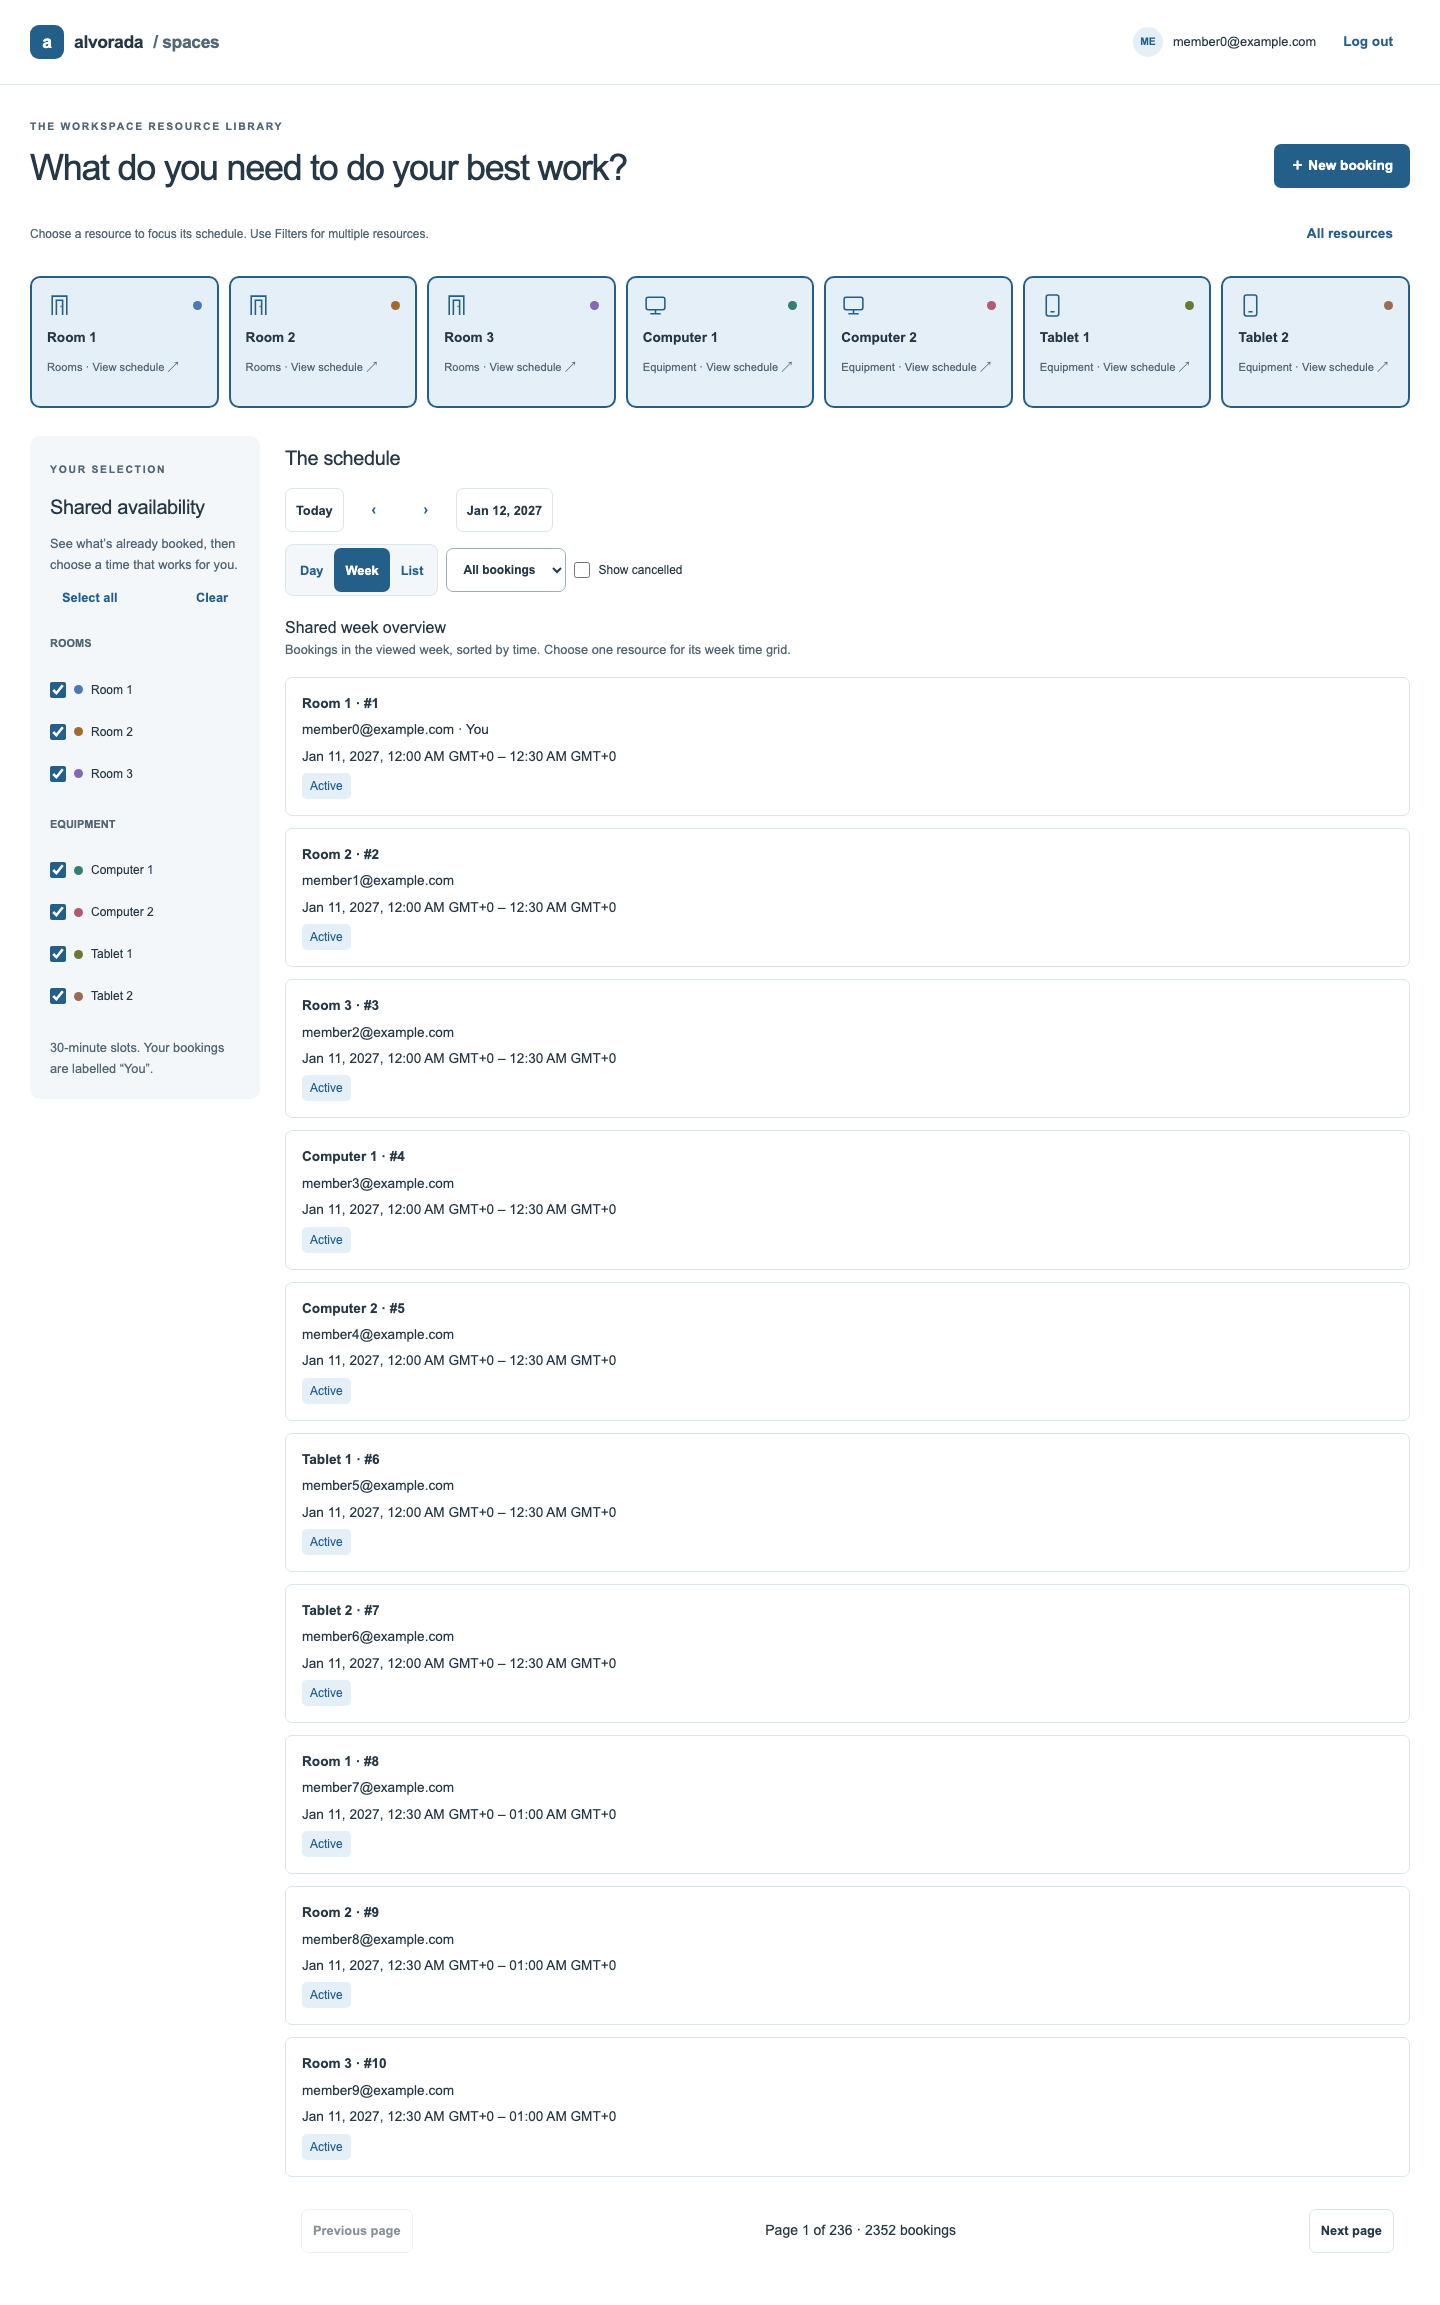 a alvorada / spaces
ME member0@example.com Log out
THE WORKSPACE RESOURCE LIBRARY
What do you need to do your best work?
+ New booking
Choose a resource to focus its schedule. Use Filters for multiple resources.
All resources
Room 1
Rooms · View schedule ↗
Room 2
Rooms · View schedule ↗
Room 3
Rooms · View schedule ↗
Computer 1
Equipment · View schedule ↗
Computer 2
Equipment · View schedule ↗
Tablet 1
Equipment · View schedule ↗
Tablet 2
Equipment · View schedule ↗
YOUR SELECTION
Shared availability
See what’s already booked, then
choose a time that works for you.
Select all Clear
ROOMS
Room 1
Room 2
Room 3
EQUIPMENT
Computer 1
Computer 2
Tablet 1
Tablet 2
30-minute slots. Your bookings
are labelled “You”.
The schedule
Today ‹ › Jan 12, 2027
Day Week List All bookings Show cancelled
Shared week overview
Bookings in the viewed week, sorted by time. Choose one resource for its week time grid.
Room 1 · #1
member0@example.com · You
Jan 11, 2027, 12:00 AM GMT+0 – 12:30 AM GMT+0
Active
Room 2 · #2
member1@example.com
Jan 11, 2027, 12:00 AM GMT+0 – 12:30 AM GMT+0
Active
Room 3 · #3
member2@example.com
Jan 11, 2027, 12:00 AM GMT+0 – 12:30 AM GMT+0
Active
Computer 1 · #4
member3@example.com
Jan 11, 2027, 12:00 AM GMT+0 – 12:30 AM GMT+0
Active
Computer 2 · #5
member4@example.com
Jan 11, 2027, 12:00 AM GMT+0 – 12:30 AM GMT+0
Active
Tablet 1 · #6
member5@example.com
Jan 11, 2027, 12:00 AM GMT+0 – 12:30 AM GMT+0
Active
Tablet 2 · #7
member6@example.com
Jan 11, 2027, 12:00 AM GMT+0 – 12:30 AM GMT+0
Active
Room 1 · #8
member7@example.com
Jan 11, 2027, 12:30 AM GMT+0 – 01:00 AM GMT+0
Active
Room 2 · #9
member8@example.com
Jan 11, 2027, 12:30 AM GMT+0 – 01:00 AM GMT+0
Active
Room 3 · #10
member9@example.com
Jan 11, 2027, 12:30 AM GMT+0 – 01:00 AM GMT+0
Active
Previous page Page 1 of 236 · 2352 bookings Next page